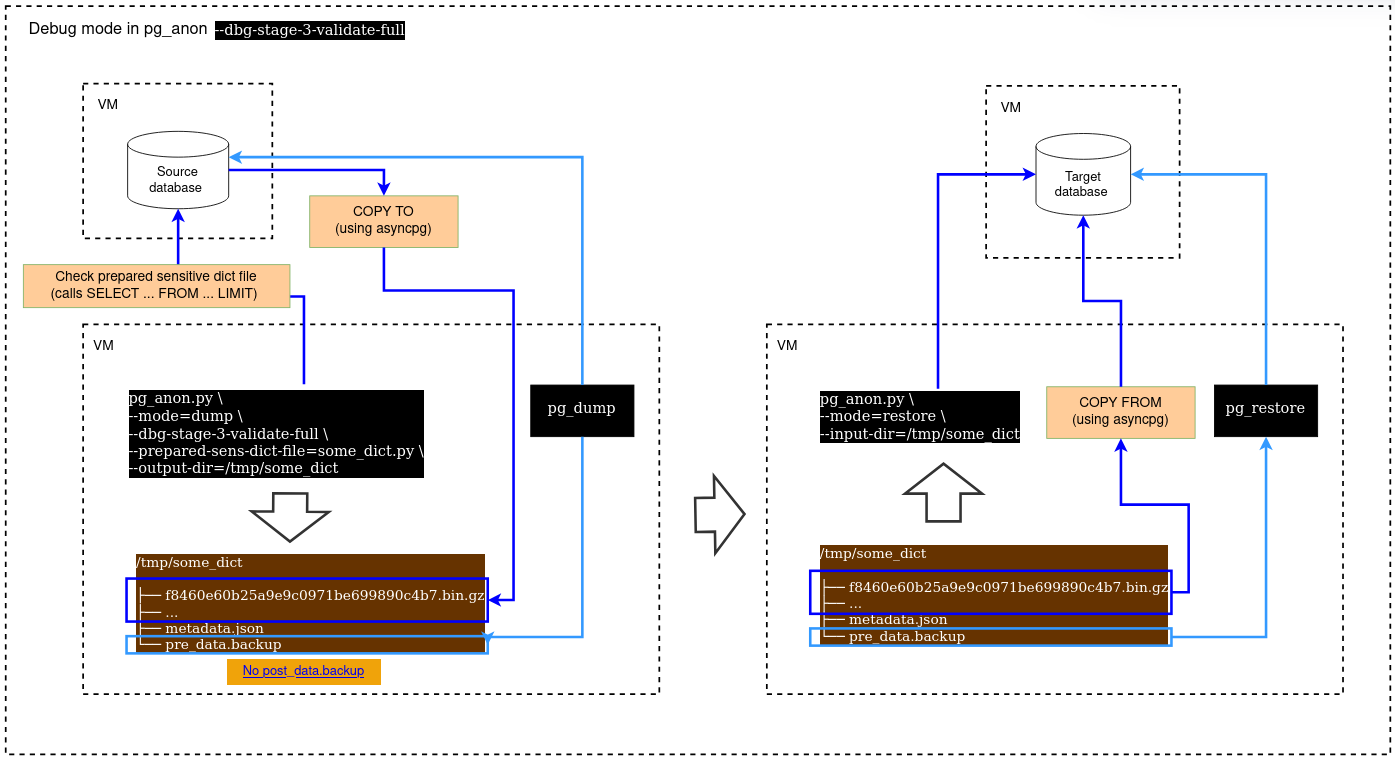 Debug mode in pg_anon --dbg-stage-3-validate-full
VM
Source
database
COPY TO
(using asyncpg)
Check prepared sensitive dict file
(calls SELECT ... FROM ... LIMIT)
VM
pg_anon.py \
--mode=dump \
--dbg-stage-3-validate-full \
--prepared-sens-dict-file=some_dict.py \
--output-dir=/tmp/some_dict
pg_dump
/tmp/some_dict
├── f8460e60b25a9e9c0971be699890c4b7.bin.gz
├── ...
├── metadata.json
└── pre_data.backup
No post_data.backup
VM
Target
database
VM
pg_anon.py \
--mode=restore \
--input-dir=/tmp/some_dict
COPY FROM
(using asyncpg)
pg_restore
/tmp/some_dict
├── f8460e60b25a9e9c0971be699890c4b7.bin.gz
├── ...
├── metadata.json
└── pre_data.backup